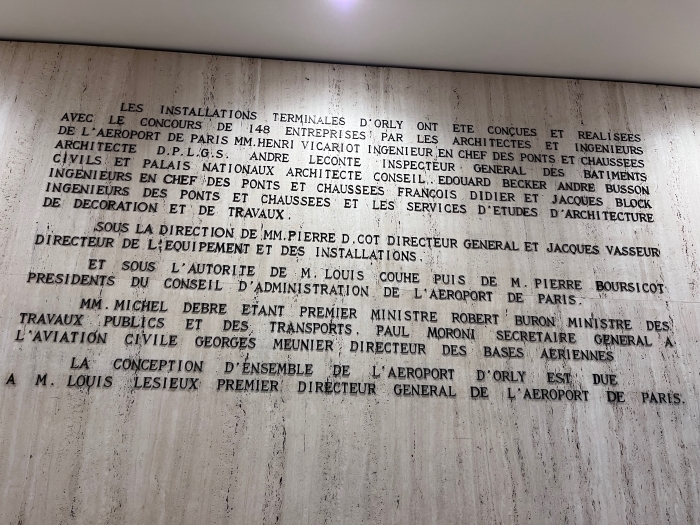 LES INSTALLATIONS TERMINALES D'ORLY ONT ETE CONÇUES ET REALISEES
AVEC LE CONCOURS DE 148 ENTREPRISES PAR LES ARCHITECTES ET INGENIEURS
DE L'AEROPORT DE PARIS MM.HENRI VICARIOT INGENIEUR EN CHEF DES PONTS ET CHAUSSEES
ARCHITECTE D.P.L.G.S. ANDRE LECONTE INSPECTEUR GENERAL DES BATIMENTS
CIVILS ET PALAIS NATIONAUX ARCHITECTE CONSEIL. EDOUARD BECKER ANDRE BUSSON
INGENIEURS EN CHEF DES PONTS ET CHAUSSEES FRANÇOIS DIDIER ET JACQUES BLOCK
INGENIEURS DES PONTS ET CHAUSSEES ET LES SERVICES D'ETUDES D'ARCHITECTURE
DE DECORATION ET DE TRAVAUX.
SOUS LA DIRECTION DE MM.PIERRE D.COT DIRECTEUR GENERAL ET JACQUES VASSEUR
DIRECTEUR DE L'EQUIPEMENT ET DES INSTALLATIONS.
ET SOUS L'AUTORITE DE M. LOUIS COUHE PUIS DE M. PIERRE BOURSICOT
PRESIDENTS DU CONSEIL D'ADMINISTRATION DE L'AEROPORT DE PARIS.
MM. MICHEL DEBRE ETANT PREMIER MINISTRE ROBERT BURON MINISTRE DES
TRAVAUX PUBLICS ET DES TRANSPORTS. PAUL MORONI SECRETAIRE GENERAL A
L'AVIATION CIVILE GEORGES MEUNIER DIRECTEUR DES BASES AERIENNES
LA CONCEPTION D'ENSEMBLE DE L'AEROPORT D'ORLY EST DUE
A M. LOUIS LESIEUX PREMIER DIRECTEUR GENERAL DE L'AEROPORT DE PARIS.